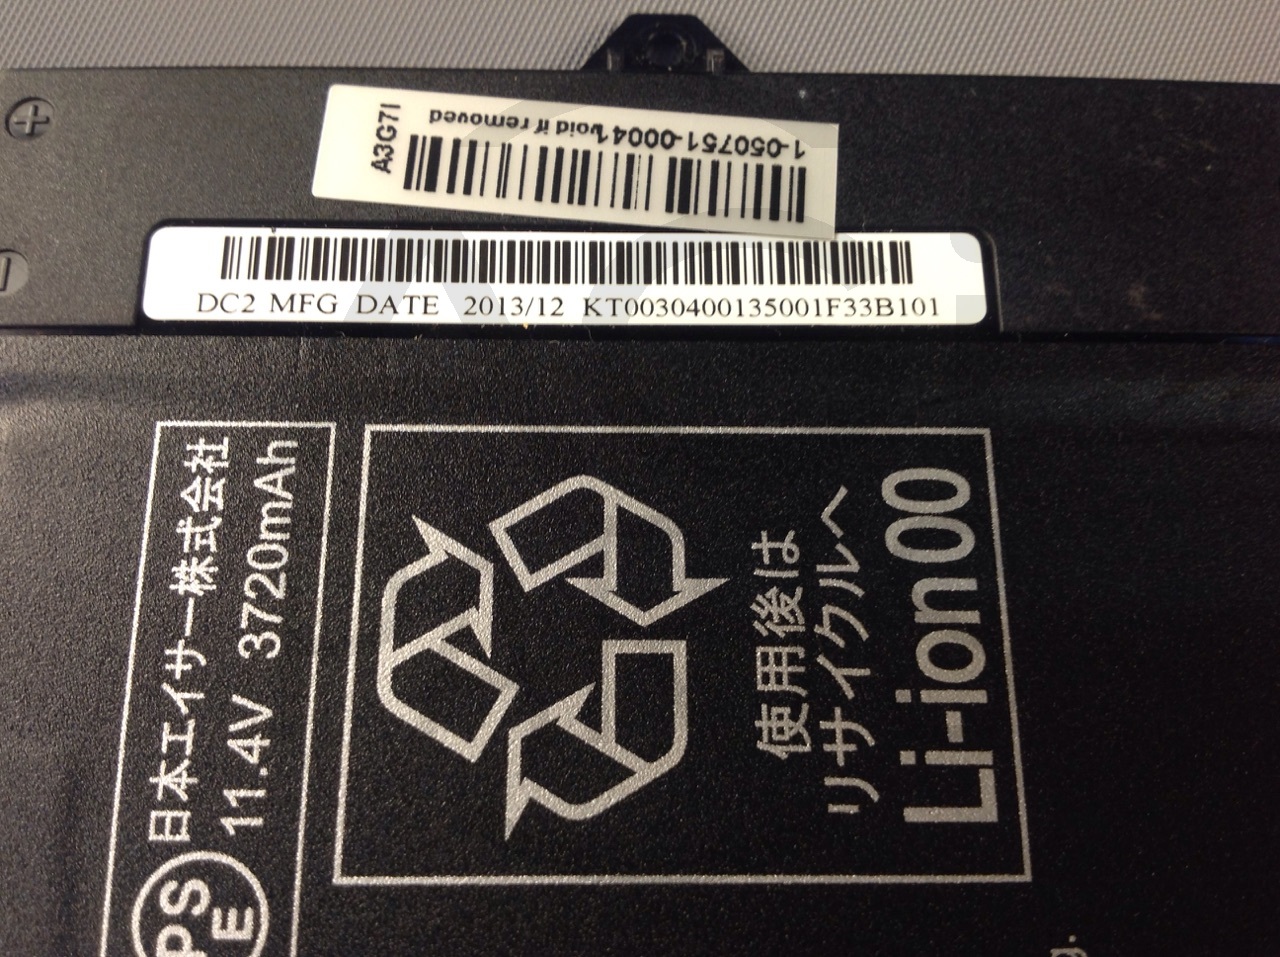 A3G7I
1-050751-00041
void if removed
DC2 MFG DATE 2013/12 KT0030400135001F33B101
日本エイサー株式会社
11.4V 3720mAh
PS
E
使用後は
リサイクルへ
Li-ion00